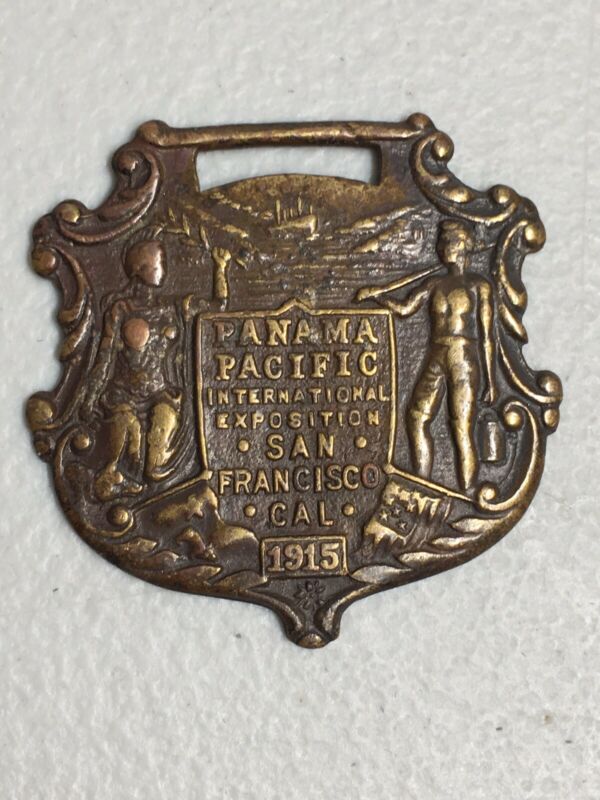 PANAMA
PACIFIC
INTERNATIONAL
EXPOSITION
• SAN •
FRANCISCO
• CAL •
1915